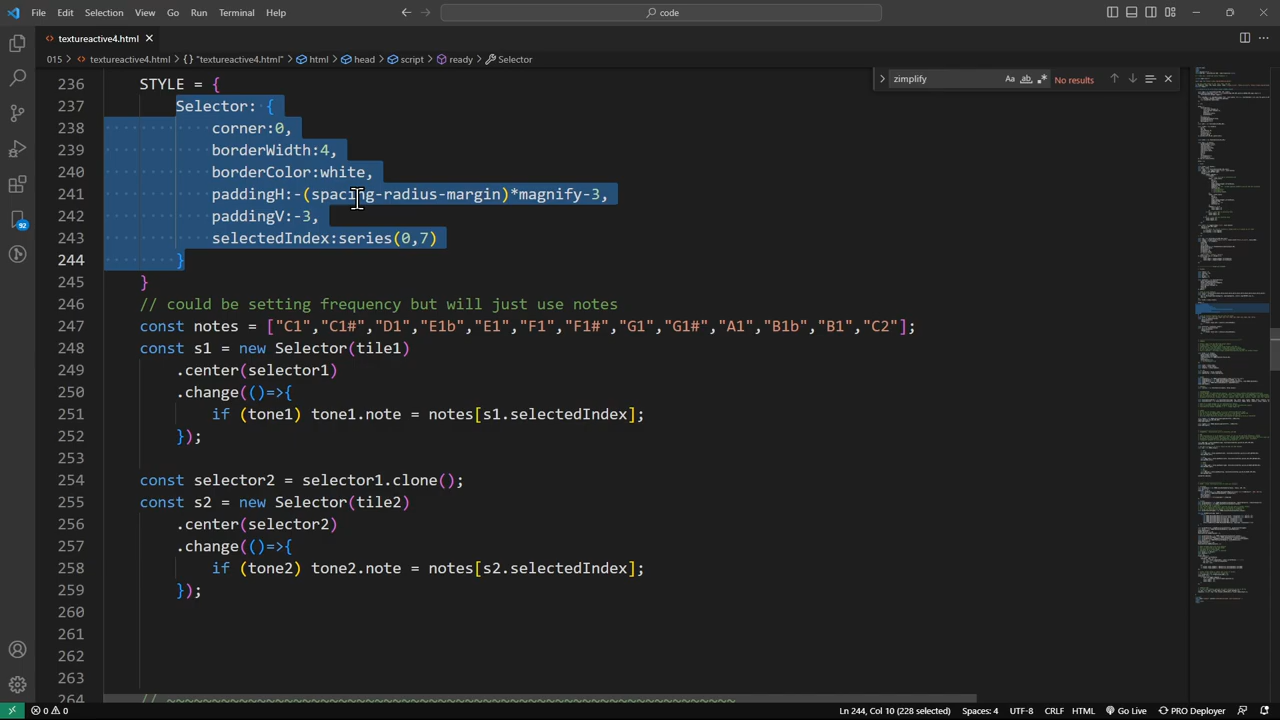 File Edit Selection View Go Run Terminal Help
code
textureactive4.html
015 > textureactive4.html > "textureactive4.html" > html > head > script > ready > Selector
zimplify
Aa ab No results
236 STYLE = {
237 Selector: {
238 corner:0,
239 borderWidth:4,
240 borderColor:white,
241 paddingH:-(spacing-radius-margin)*magnify-3,
242 paddingV:-3,
243 selectedIndex:series(0,7)
244 }
245 }
246 // could be setting frequency but will just use notes
247 const notes = ["C1","C1#","D1","E1b","E1","F1","F1#","G1","G1#","A1","B1b","B1","C2"];
248 const s1 = new Selector(tile1)
249 .center(selector1)
250 .change(()=>{
251 if (tone1) tone1.note = notes[s1.selectedIndex];
252 });
253
254 const selector2 = selector1.clone();
255 const s2 = new Selector(tile2)
256 .center(selector2)
257 .change(()=>{
258 if (tone2) tone2.note = notes[s2.selectedIndex];
259 });
260
261
262
263
264 // ~~~~~~~~~~~~~~~~~~~~~~~~~~~~~~~~~~~~~~~~~~~~~~~~~~~~~~~~~~~~~~~~~
92
0 0
Ln 244, Col 10 (228 selected) Spaces: 4 UTF-8 CRLF HTML Go Live PRO Deployer